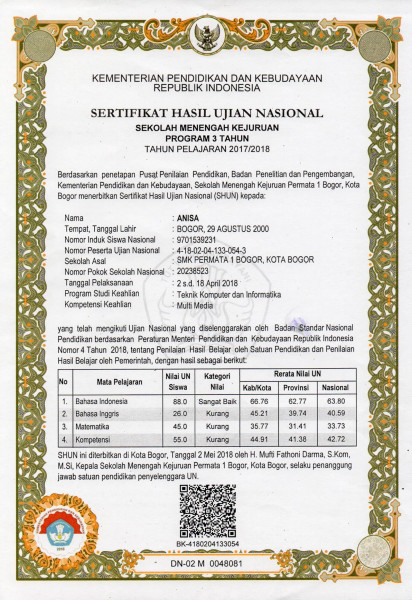 KEMENTERIAN PENDIDIKAN DAN KEBUDAYAAN
REPUBLIK INDONESIA
SERTIFIKAT HASIL UJIAN NASIONAL
SEKOLAH MENENGAH KEJURUAN
PROGRAM 3 TAHUN
TAHUN PELAJARAN 2017/2018
Berdasarkan penetapan Pusat Penilaian Pendidikan, Badan Penelitian dan Pengembangan,
Kementerian Pendidikan dan Kebudayaan, Sekolah Menengah Kejuruan Permata 1 Bogor, Kota
Bogor menerbitkan Sertifikat Hasil Ujian Nasional (SHUN) kepada:
Nama : ANISA
Tempat, Tanggal Lahir : BOGOR, 29 AGUSTUS 2000
Nomor Induk Siswa Nasional : 9701539231
Nomor Peserta Ujian Nasional : 4-18-02-04-133-054-3
Sekolah Asal : SMK PERMATA 1 BOGOR, KOTA BOGOR
Nomor Pokok Sekolah Nasional : 20238523
Tanggal Pelaksanaan : 2 s.d. 18 April 2018
Program Studi Keahlian : Teknik Komputer dan Informatika
Kompetensi Keahlian : Multi Media
yang telah mengikuti Ujian Nasional yang diselenggarakan oleh Badan Standar Nasional
Pendidikan berdasarkan Peraturan Menteri Pendidikan dan Kebudayaan Republik Indonesia
Nomor 4 Tahun 2018, tentang Penilaian Hasil Belajar oleh Satuan Pendidikan dan Penilaian
Hasil Belajar oleh Pemerintah, dengan hasil sebagai berikut:
No Mata Pelajaran Nilai UN Siswa Kategori Nilai Rerata Nilai UN
Kab/Kota Provinsi Nasional
1. Bahasa Indonesia 88.0 Sangat Baik 66.76 62.77 63.80
2. Bahasa Inggris 26.0 Kurang 45.21 39.74 40.59
3. Matematika 45.0 Kurang 35.77 31.41 33.73
4. Kompetensi 55.0 Kurang 44.91 41.38 42.72
SHUN ini diterbitkan di Kota Bogor, Tanggal 2 Mei 2018 oleh H. Mufti Fathoni Darma, S.Kom,
M.Si, Kepala Sekolah Menengah Kejuruan Permata 1 Bogor, Kota Bogor, selaku penanggung
jawab satuan pendidikan penyelenggara UN.
BK-4180204133054
DN-02 M 0048081